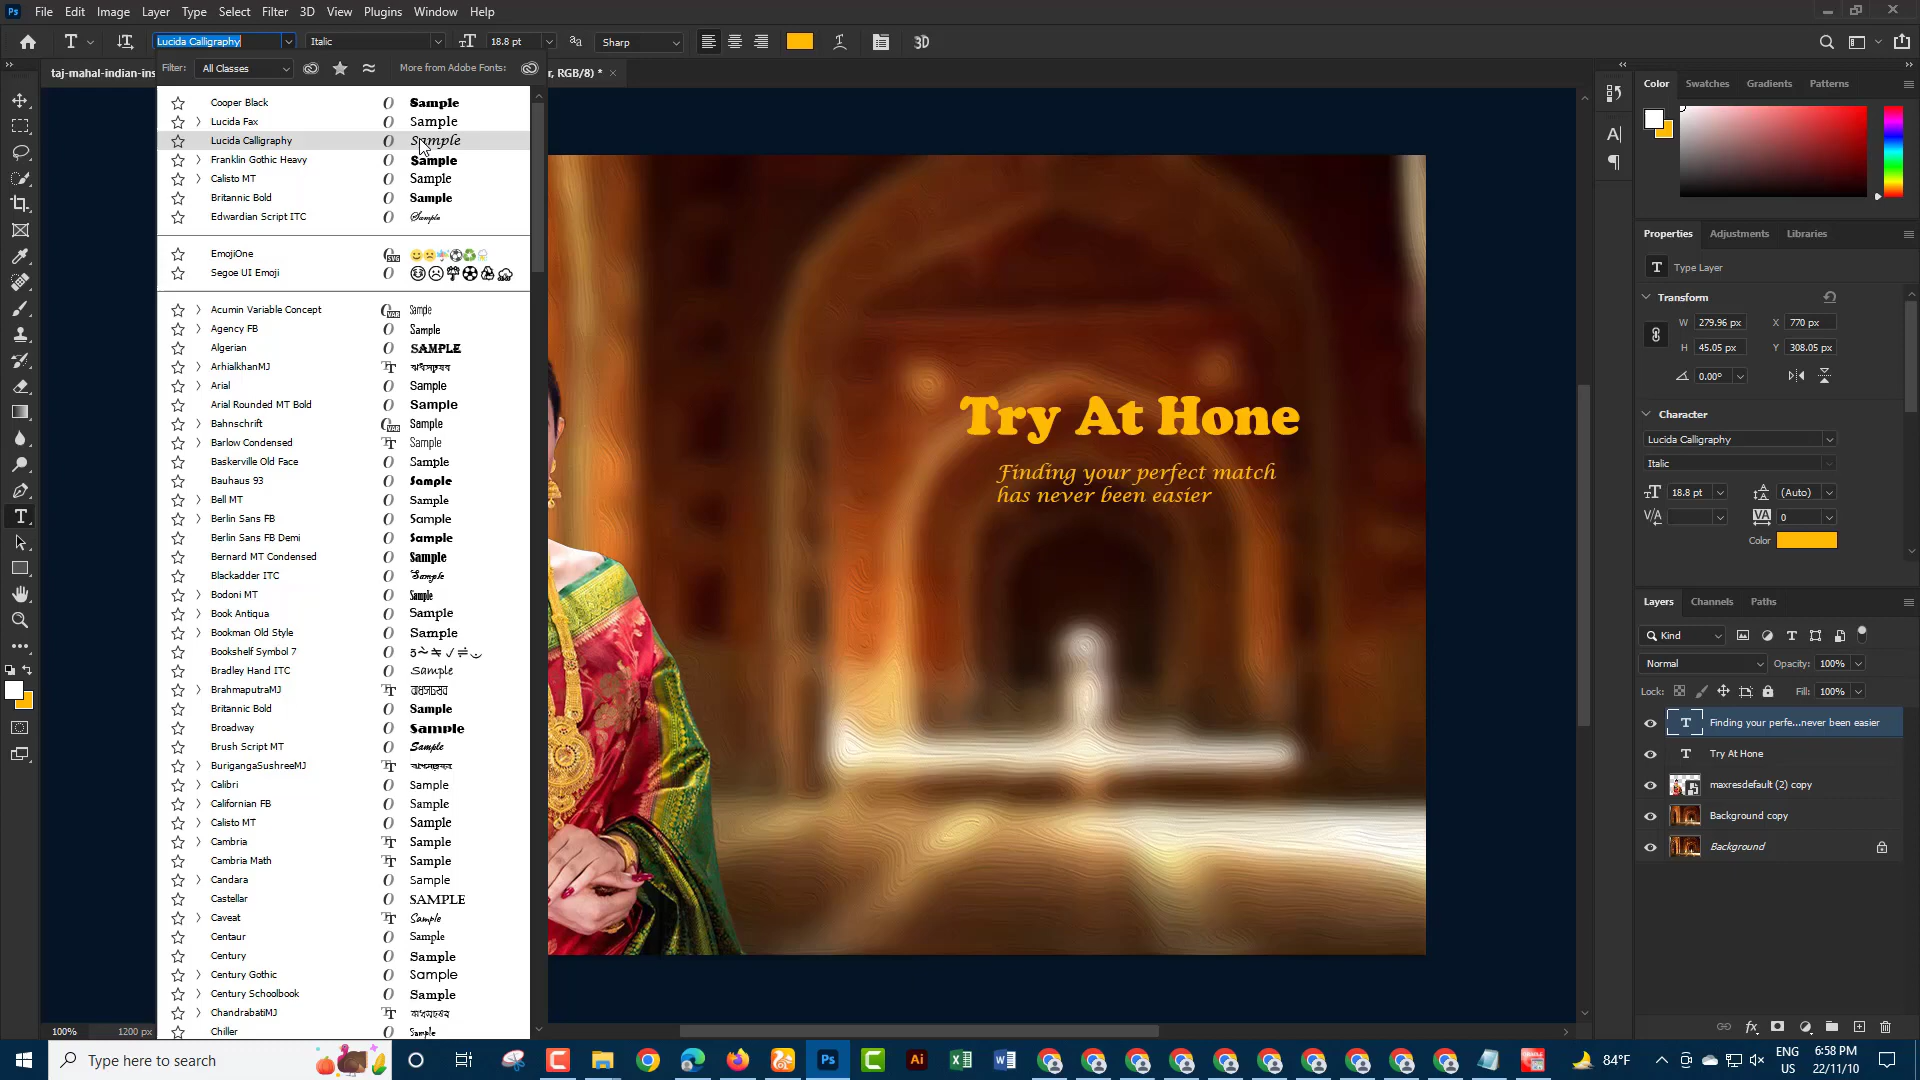 Ps File Edit Image Layer Type Select Filter 3D View Plugins Window Help
Lucida Calligraphy Italic 18.8 pt Sharp 3D
Filter: All Classes More from Adobe Fonts:
taj-mahal-indian-ins r, RGB/8) *
Cooper Black Sample
Lucida Fax Sample
Lucida Calligraphy Sample
Franklin Gothic Heavy Sample
Calisto MT Sample
Britannic Bold Sample
Edwardian Script ITC Sample
EmojiOne
Segoe UI Emoji
Acumin Variable Concept Sample
Agency FB Sample
Algerian SAMPLE
ArhialkhanMJ
Arial Sample
Arial Rounded MT Bold Sample
Bahnschrift Sample
Barlow Condensed Sample
Baskerville Old Face Sample
Bauhaus 93 Sample
Bell MT Sample
Berlin Sans FB Sample
Berlin Sans FB Demi Sample
Bernard MT Condensed Sample
Blackadder ITC Sample
Bodoni MT Sample
Book Antiqua Sample
Bookman Old Style Sample
Bookshelf Symbol 7
Bradley Hand ITC Sample
BrahmaputraMJ
Britannic Bold Sample
Broadway Sample
Brush Script MT Sample
BurigangaSushreeMJ
Calibri Sample
Californian FB Sample
Calisto MT Sample
Cambria Sample
Cambria Math Sample
Candara Sample
Castellar SAMPLE
Caveat Sample
Centaur Sample
Century Sample
Century Gothic Sample
Century Schoolbook Sample
ChandrabatiMJ
Chiller Sample
Try At Hone
Finding your perfect match
has never been easier
Color Swatches Gradients Patterns
Properties Adjustments Libraries
T Type Layer
Transform
W 279.96 px X 770 px
H 45.05 px Y 308.05 px
0.00°
Character
Lucida Calligraphy
Italic
18.8 pt (Auto)
0
Color
Layers Channels Paths
Kind
Normal Opacity: 100%
Lock: Fill: 100%
T Finding your perfe...never been easier
T Try At Hone
maxresdefault (2) copy
Background copy
Background
100% 1200 px
Type here to search
Ps Ai 84°F
ENG 6:58 PM
US 22/11/10